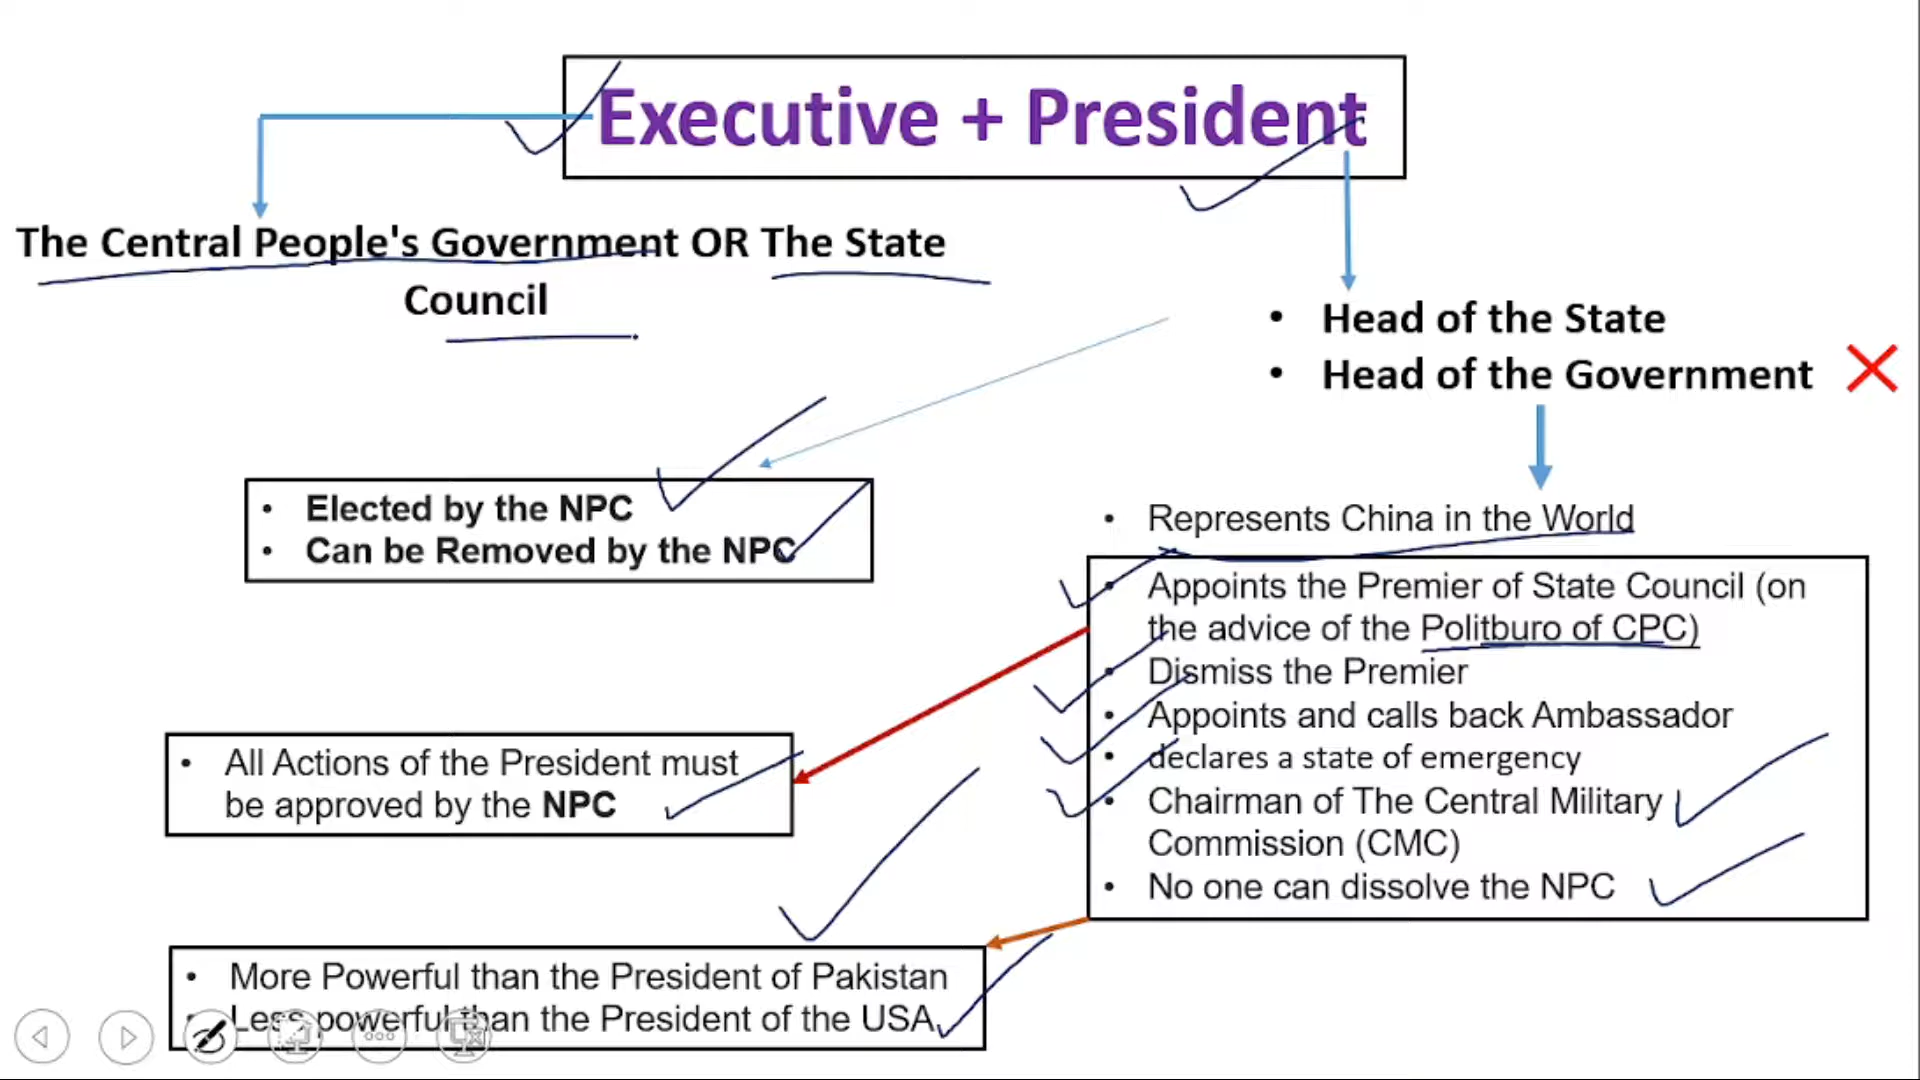 Executive + President
The Central People's Government OR The State
Council
• Head of the State
• Head of the Government
• Elected by the NPC
• Can be Removed by the NPC
• Represents China in the World
• Appoints the Premier of State Council (on
the advice of the Politburo of CPC)
• Dismiss the Premier
• Appoints and calls back Ambassador
• declares a state of emergency
• Chairman of The Central Military
Commission (CMC)
• No one can dissolve the NPC
• All Actions of the President must
be approved by the NPC
• More Powerful than the President of Pakistan
• Less powerful than the President of the USA